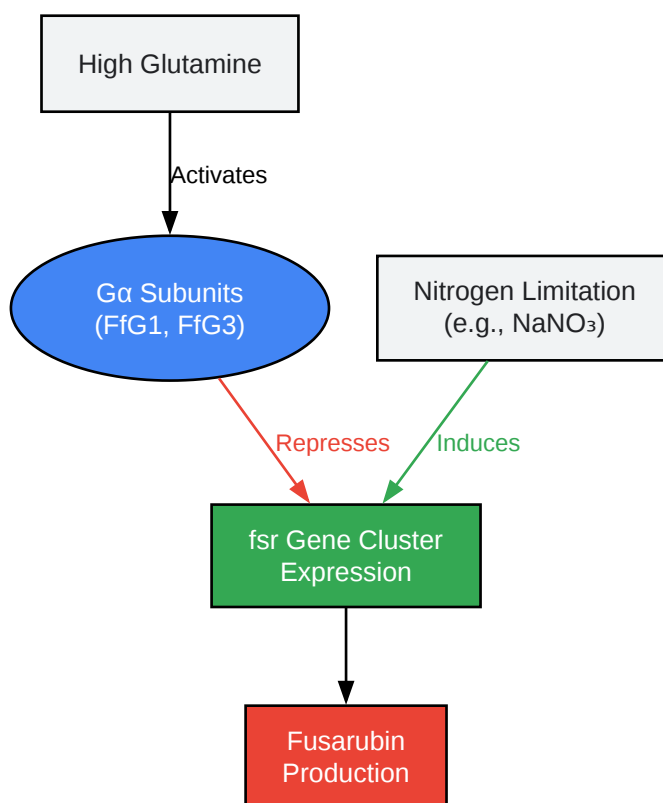 High Glutamine
Activates
Gα Subunits
(FfG1, FfG3)
Nitrogen Limitation
(e.g., NaNO₃)
Represses
Induces
fsr Gene Cluster
Expression
Fusarubin
Production